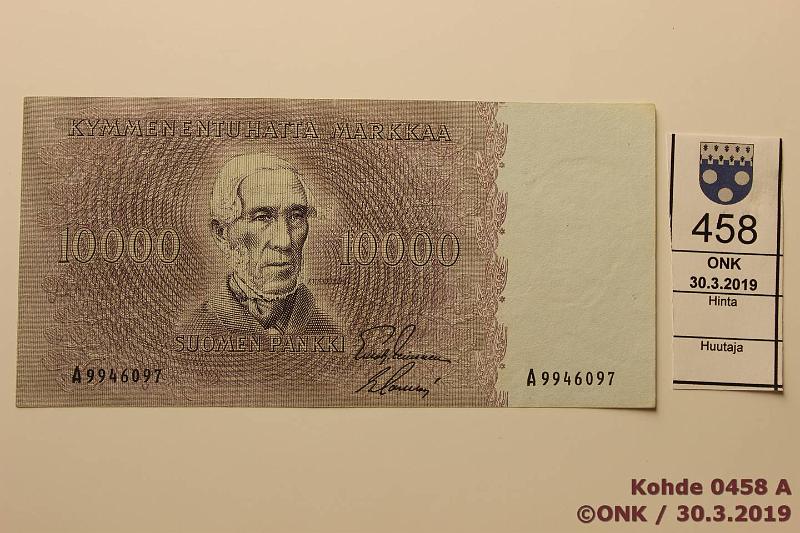 KYMMENENTUHATTA MARKKAA
10000 10000
SUOMEN PANKKI
A9946097 A9946097
458
ONK
30.3.2019
Hinta
Huutaja
Kohde 0458 A
©ONK / 30.3.2019